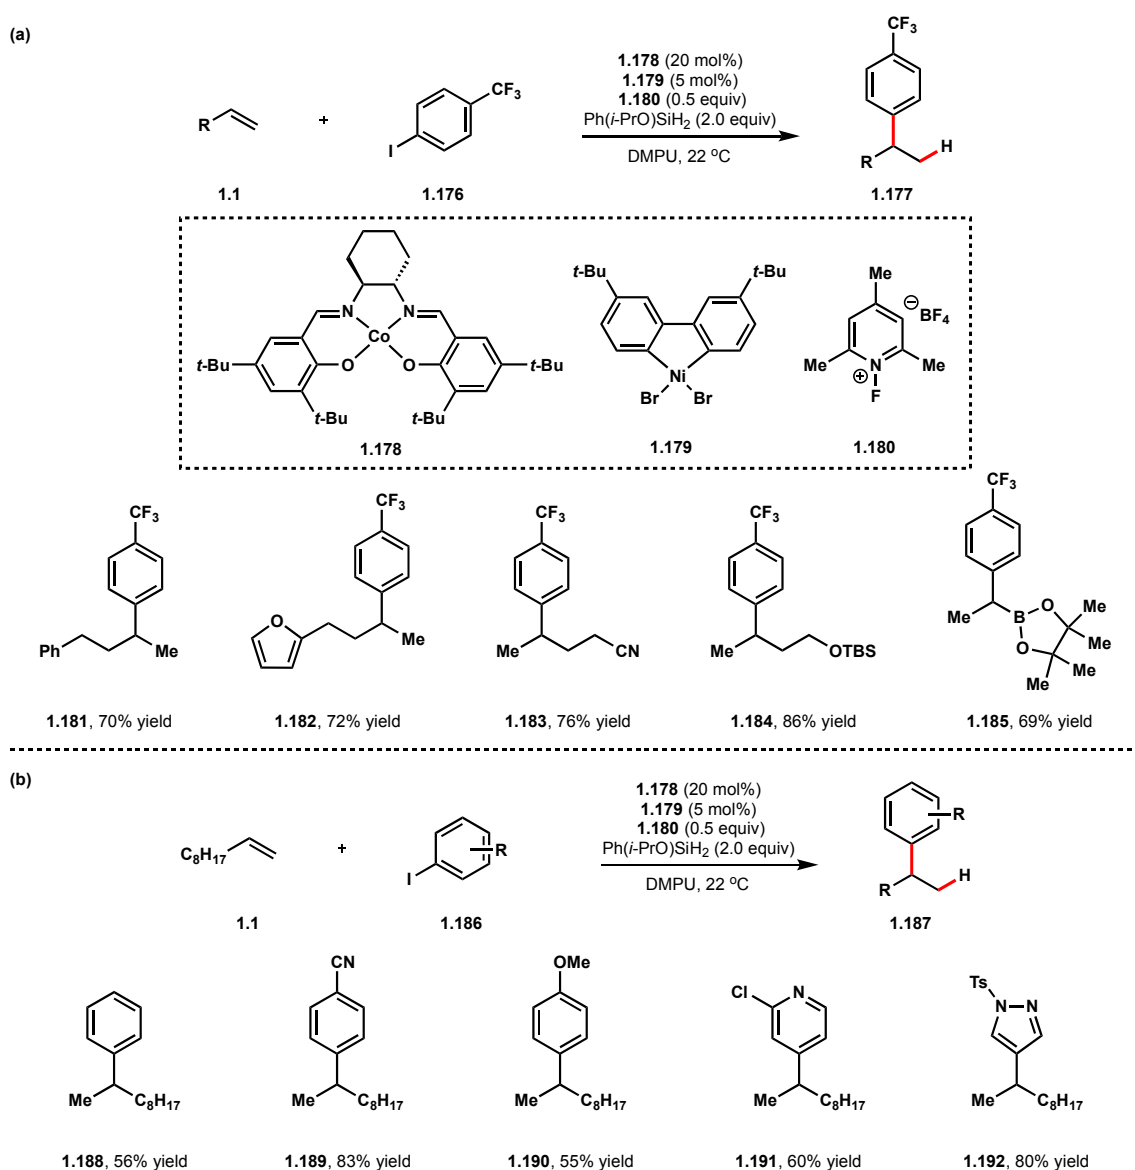 (a)
R
+
I
CF3
1.178 (20 mol%)
1.179 (5 mol%)
1.180 (0.5 equiv)
Ph(i-PrO)SiH2 (2.0 equiv)
DMPU, 22 oC
CF3
R
H
1.1
1.176
1.177
N
N
Co
O
O
t-Bu
t-Bu
t-Bu
t-Bu
1.178
t-Bu
t-Bu
Ni
Br
Br
1.179
Me
⊖BF4
Me
N
Me
⊕
F
1.180
CF3
Ph
Me
CF3
O
Me
CF3
Me
CN
CF3
Me
OTBS
CF3
Me
B
O
O
Me
Me
Me
Me
1.181, 70% yield
1.182, 72% yield
1.183, 76% yield
1.184, 86% yield
1.185, 69% yield
(b)
C8H17
+
I
R
1.178 (20 mol%)
1.179 (5 mol%)
1.180 (0.5 equiv)
Ph(i-PrO)SiH2 (2.0 equiv)
DMPU, 22 oC
R
R
H
1.1
1.186
1.187
Me
C8H17
CN
Me
C8H17
OMe
Me
C8H17
Cl
N
Me
C8H17
Ts
N
N
Me
C8H17
1.188, 56% yield
1.189, 83% yield
1.190, 55% yield
1.191, 60% yield
1.192, 80% yield